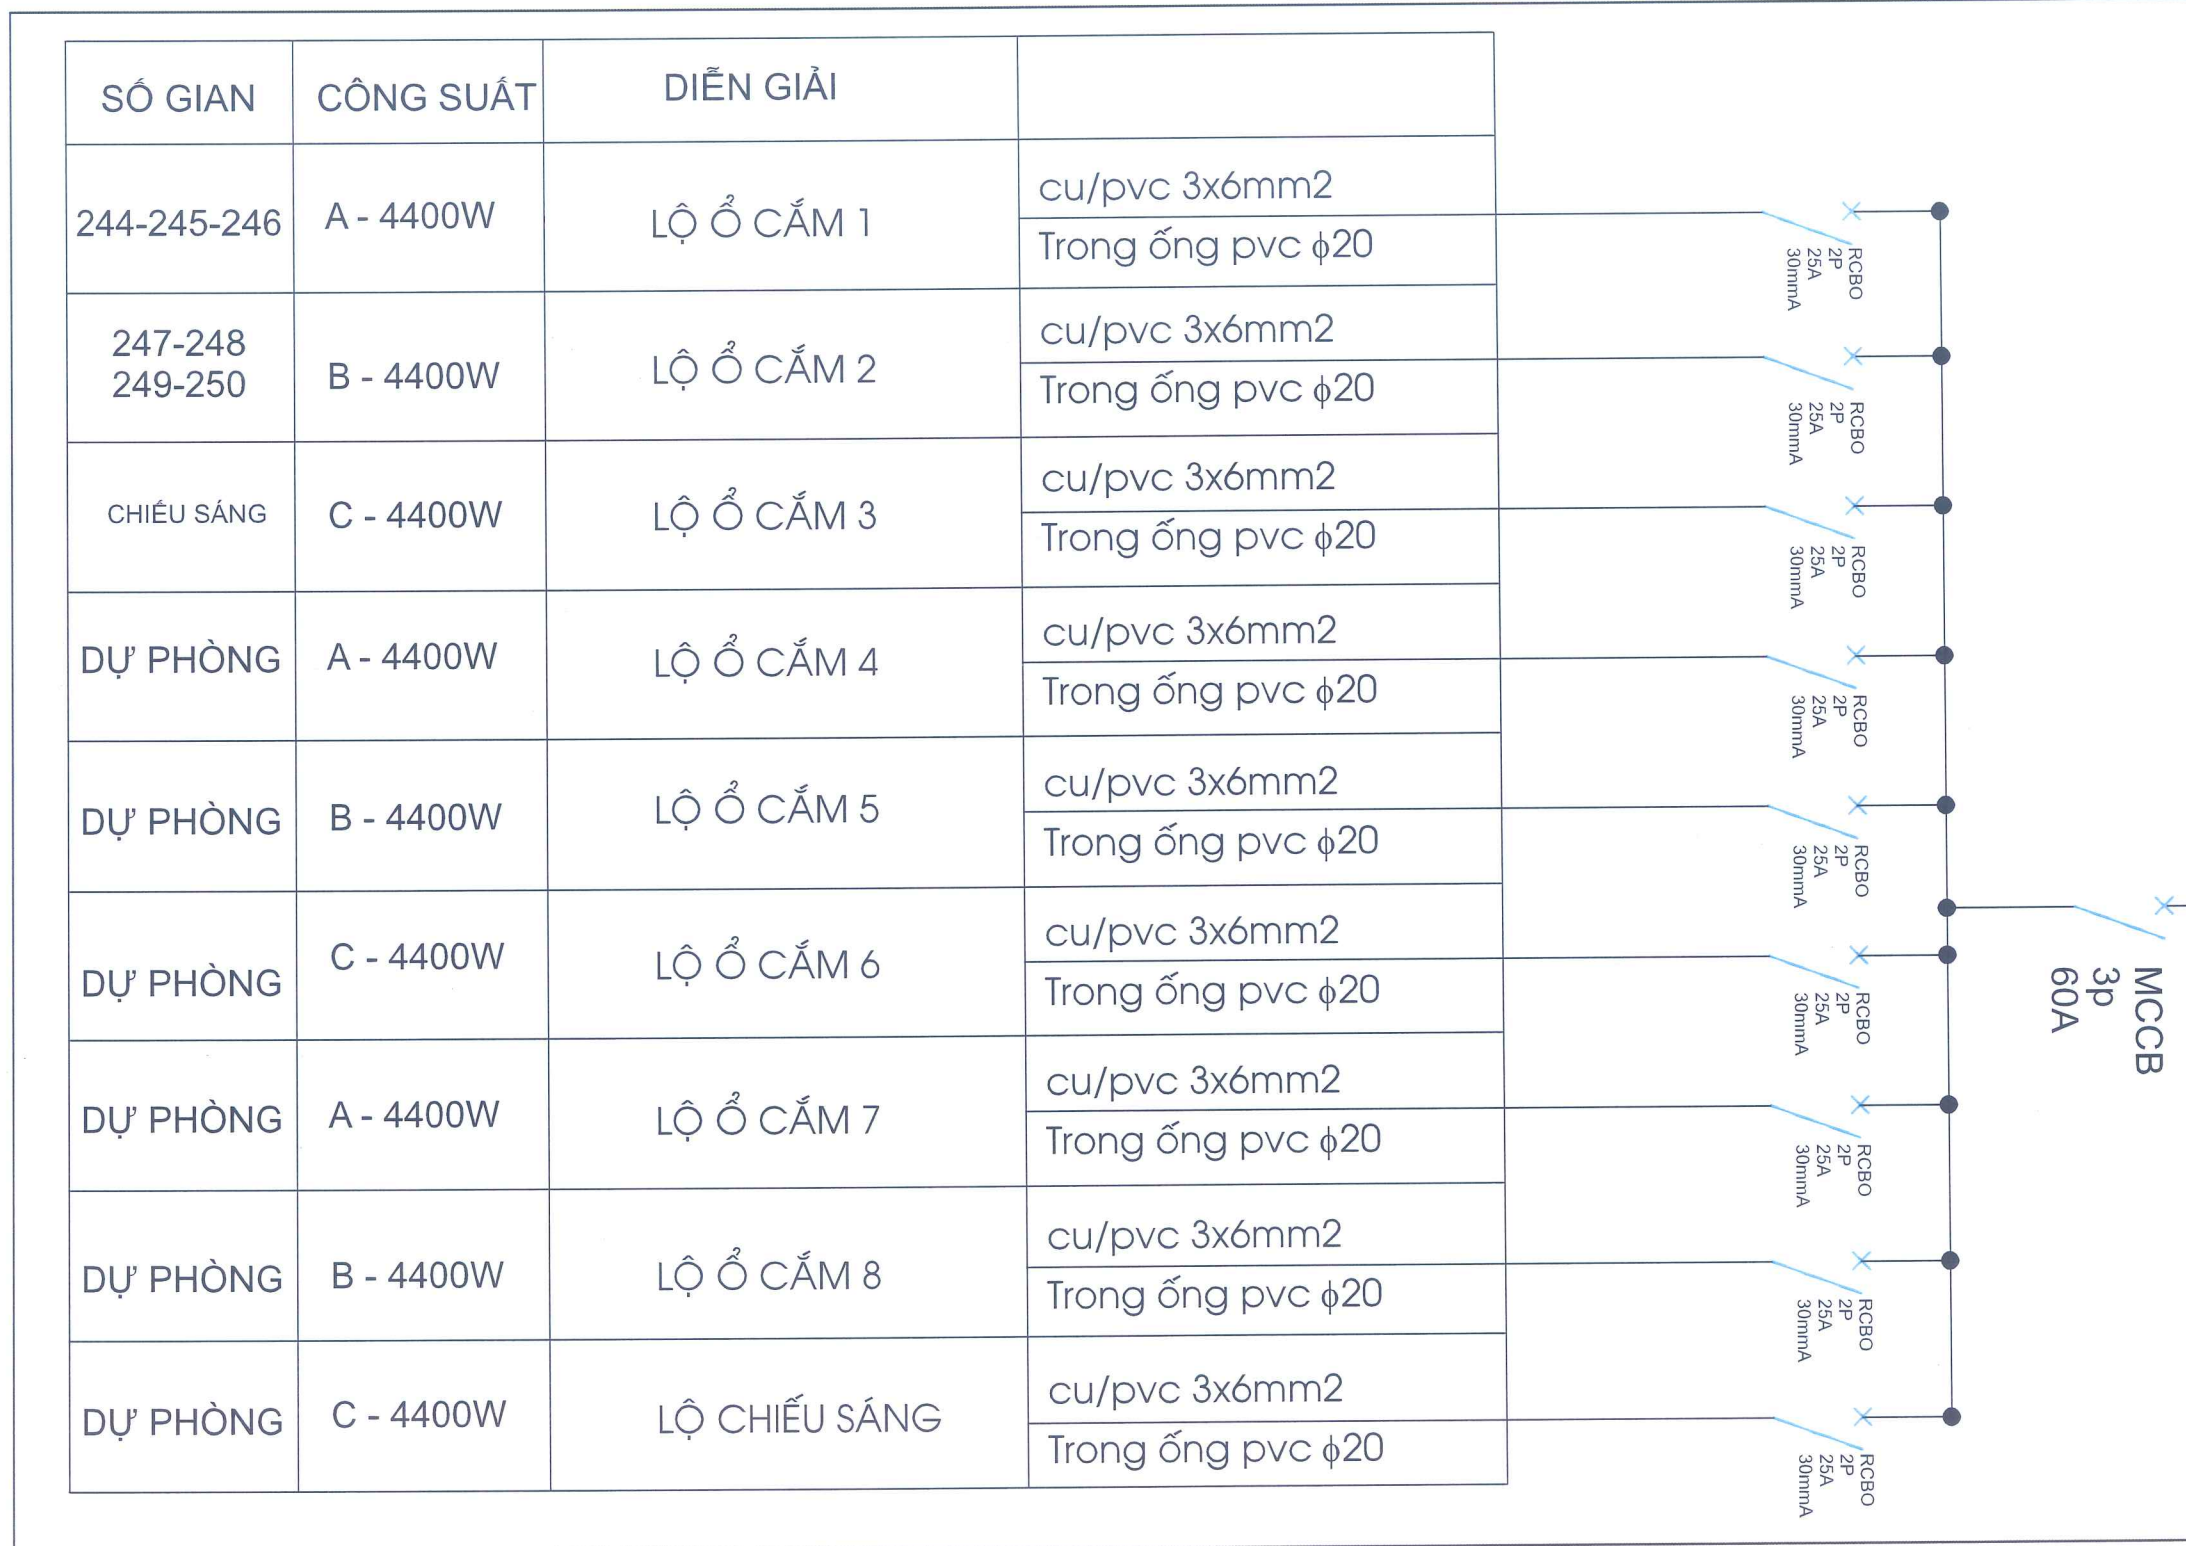 SỐ GIAN
CÔNG SUẤT
DIỄN GIẢI
244-245-246
A - 4400W
LỘ Ổ CẮM 1
cu/pvc 3x6mm2
Trong ống pvc ϕ20
RCBO
2P
25A
30mmA
247-248
249-250
B - 4400W
LỘ Ổ CẮM 2
cu/pvc 3x6mm2
Trong ống pvc ϕ20
RCBO
2P
25A
30mmA
CHIẾU SÁNG
C - 4400W
LỘ Ổ CẮM 3
cu/pvc 3x6mm2
Trong ống pvc ϕ20
RCBO
2P
25A
30mmA
DỰ PHÒNG
A - 4400W
LỘ Ổ CẮM 4
cu/pvc 3x6mm2
Trong ống pvc ϕ20
RCBO
2P
25A
30mmA
DỰ PHÒNG
B - 4400W
LỘ Ổ CẮM 5
cu/pvc 3x6mm2
Trong ống pvc ϕ20
RCBO
2P
25A
30mmA
DỰ PHÒNG
C - 4400W
LỘ Ổ CẮM 6
cu/pvc 3x6mm2
Trong ống pvc ϕ20
RCBO
2P
25A
30mmA
MCCB
3p
60A
DỰ PHÒNG
A - 4400W
LỘ Ổ CẮM 7
cu/pvc 3x6mm2
Trong ống pvc ϕ20
RCBO
2P
25A
30mmA
DỰ PHÒNG
B - 4400W
LỘ Ổ CẮM 8
cu/pvc 3x6mm2
Trong ống pvc ϕ20
RCBO
2P
25A
30mmA
DỰ PHÒNG
C - 4400W
LỘ CHIẾU SÁNG
cu/pvc 3x6mm2
Trong ống pvc ϕ20
RCBO
2P
25A
30mmA